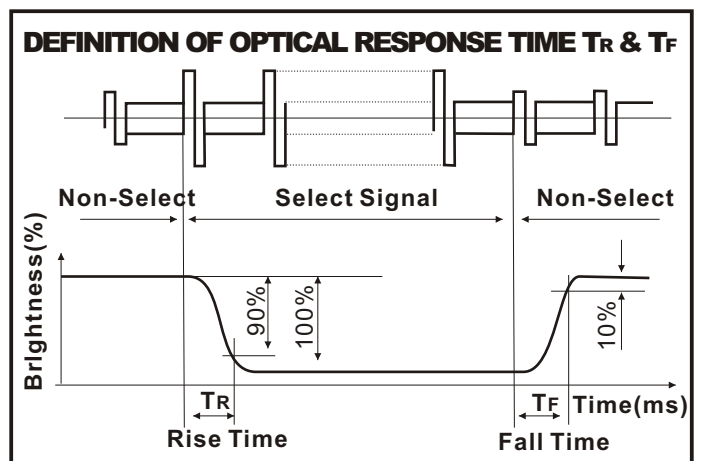 DEFINITION OF OPTICAL RESPONSE TIME TR & TF
Non-Select Select Signal Non-Select
Brightness(%)
90%
100%
10%
TR TF Time(ms)
Rise Time Fall Time